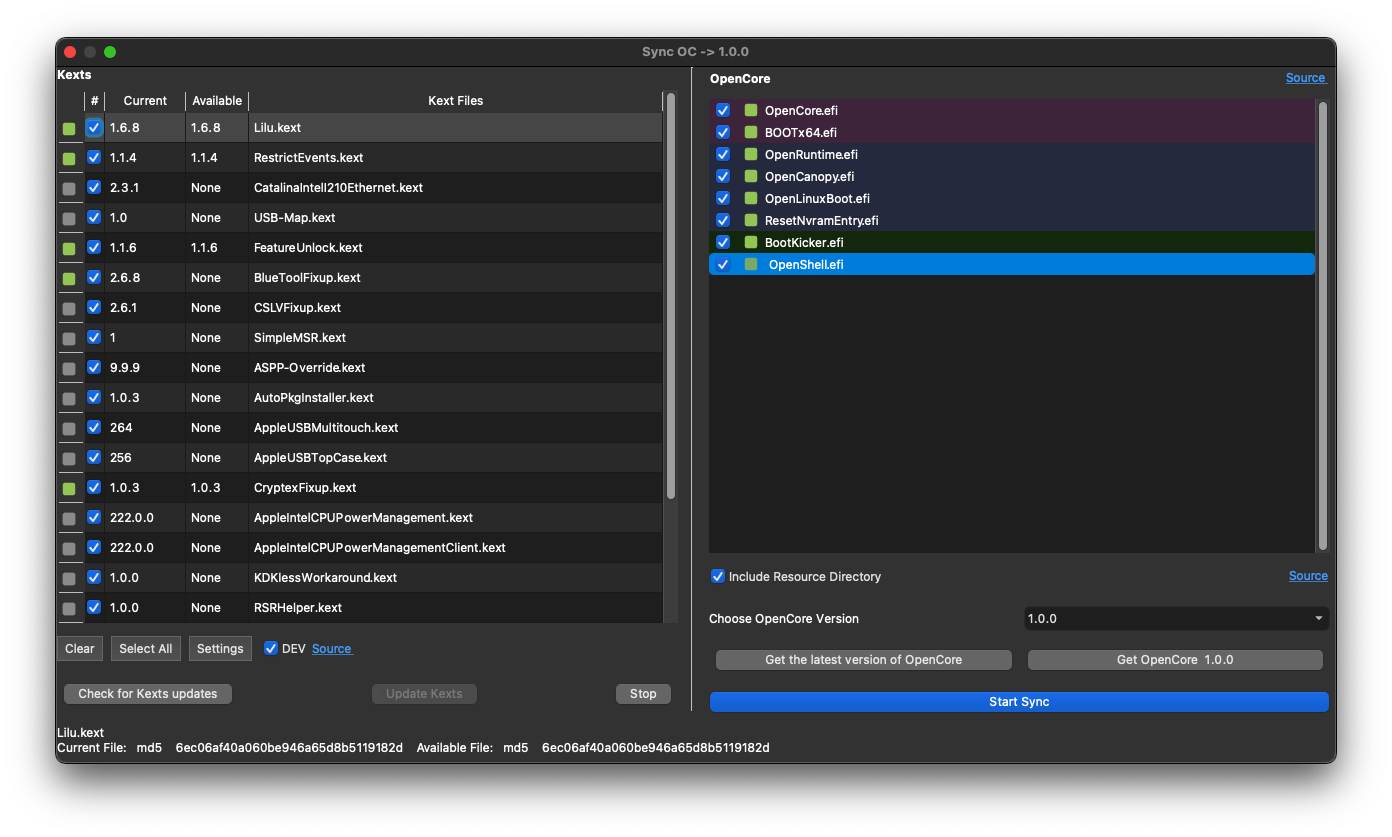 Sync OC -> 1.0.0
Kexts
# Current Available Kext Files
1.6.8 1.6.8 Lilu.kext
1.1.4 1.1.4 RestrictEvents.kext
2.3.1 None CatalinaIntelI210Ethernet.kext
1.0 None USB-Map.kext
1.1.6 1.1.6 FeatureUnlock.kext
2.6.8 None BlueToolFixup.kext
2.6.1 None CSLVFixup.kext
1 None SimpleMSR.kext
9.9.9 None ASPP-Override.kext
1.0.3 None AutoPkgInstaller.kext
264 None AppleUSBMultitouch.kext
256 None AppleUSBTopCase.kext
1.0.3 1.0.3 CryptexFixup.kext
222.0.0 None AppleIntelCPUPowerManagement.kext
222.0.0 None AppleIntelCPUPowerManagementClient.kext
1.0.0 None KDKlessWorkaround.kext
1.0.0 None RSRHelper.kext
Clear Select All Settings DEV Source
Check for Kexts updates Update Kexts Stop
OpenCore Source
OpenCore.efi
BOOTx64.efi
OpenRuntime.efi
OpenCanopy.efi
OpenLinuxBoot.efi
ResetNvramEntry.efi
BootKicker.efi
OpenShell.efi
Include Resource Directory Source
Choose OpenCore Version 1.0.0
Get the latest version of OpenCore Get OpenCore 1.0.0
Start Sync
Lilu.kext
Current File: md5 6ec06af40a060be946a65d8b5119182d Available File: md5 6ec06af40a060be946a65d8b5119182d